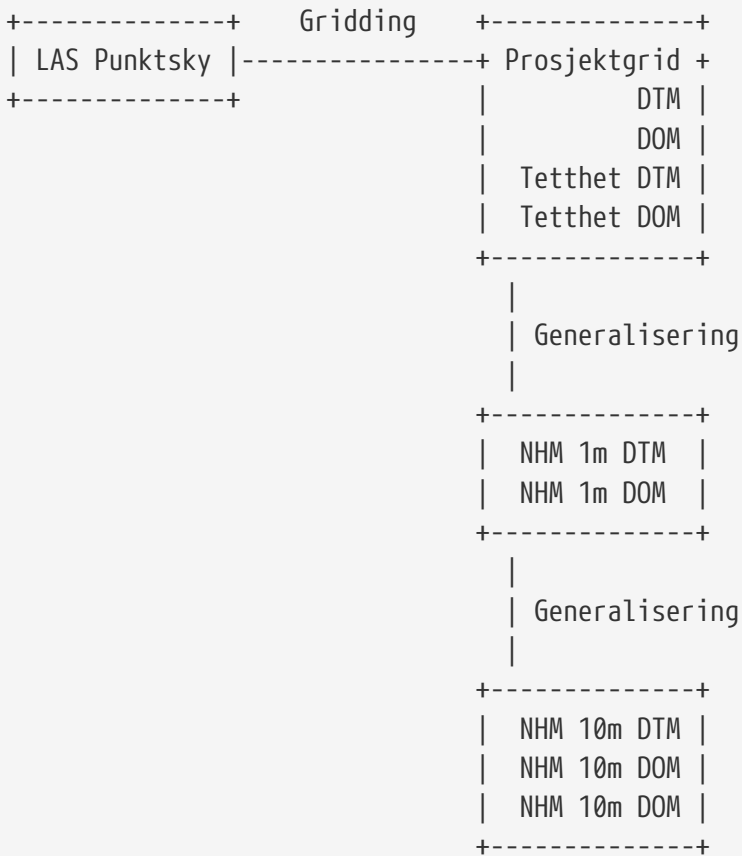 Gridding
LAS Punktsky Prosjektgrid
DTM
DOM
Tetthet DTM
Tetthet DOM
Generalisering
NHM 1m DTM
NHM 1m DOM
Generalisering
NHM 10m DTM
NHM 10m DOM
NHM 10m DOM